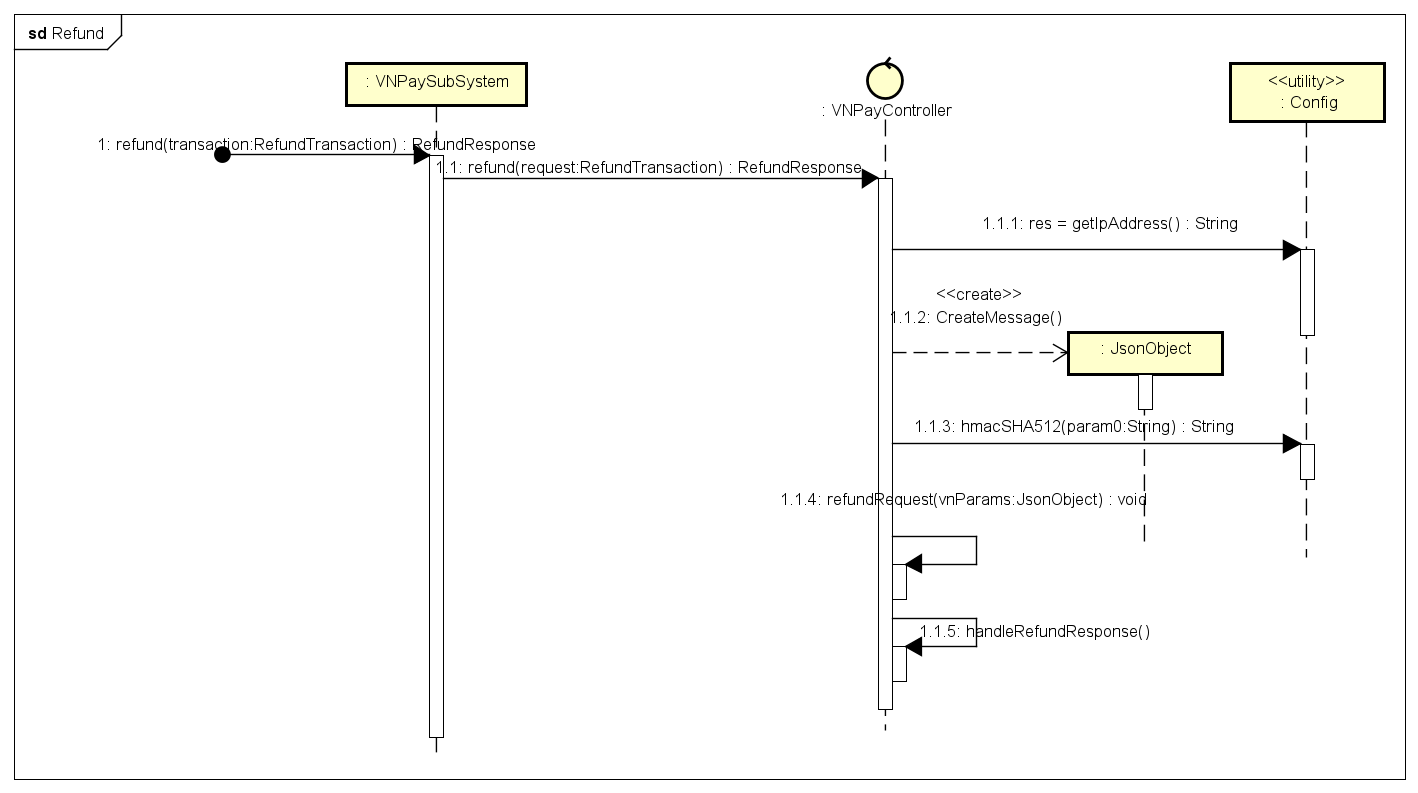 sd Refund
: VNPaySubSystem
: VNPayController
<<utility>>
: Config
1: refund(transaction:RefundTransaction) : RefundResponse
1.1: refund(request:RefundTransaction) : RefundResponse
1.1.1: res = getIpAddress() : String
<<create>>
1.1.2: CreateMessage()
: JsonObject
1.1.3: hmacSHA512(param0:String) : String
1.1.4: refundRequest(vnParams:JsonObject) : void
1.1.5: handleRefundResponse()